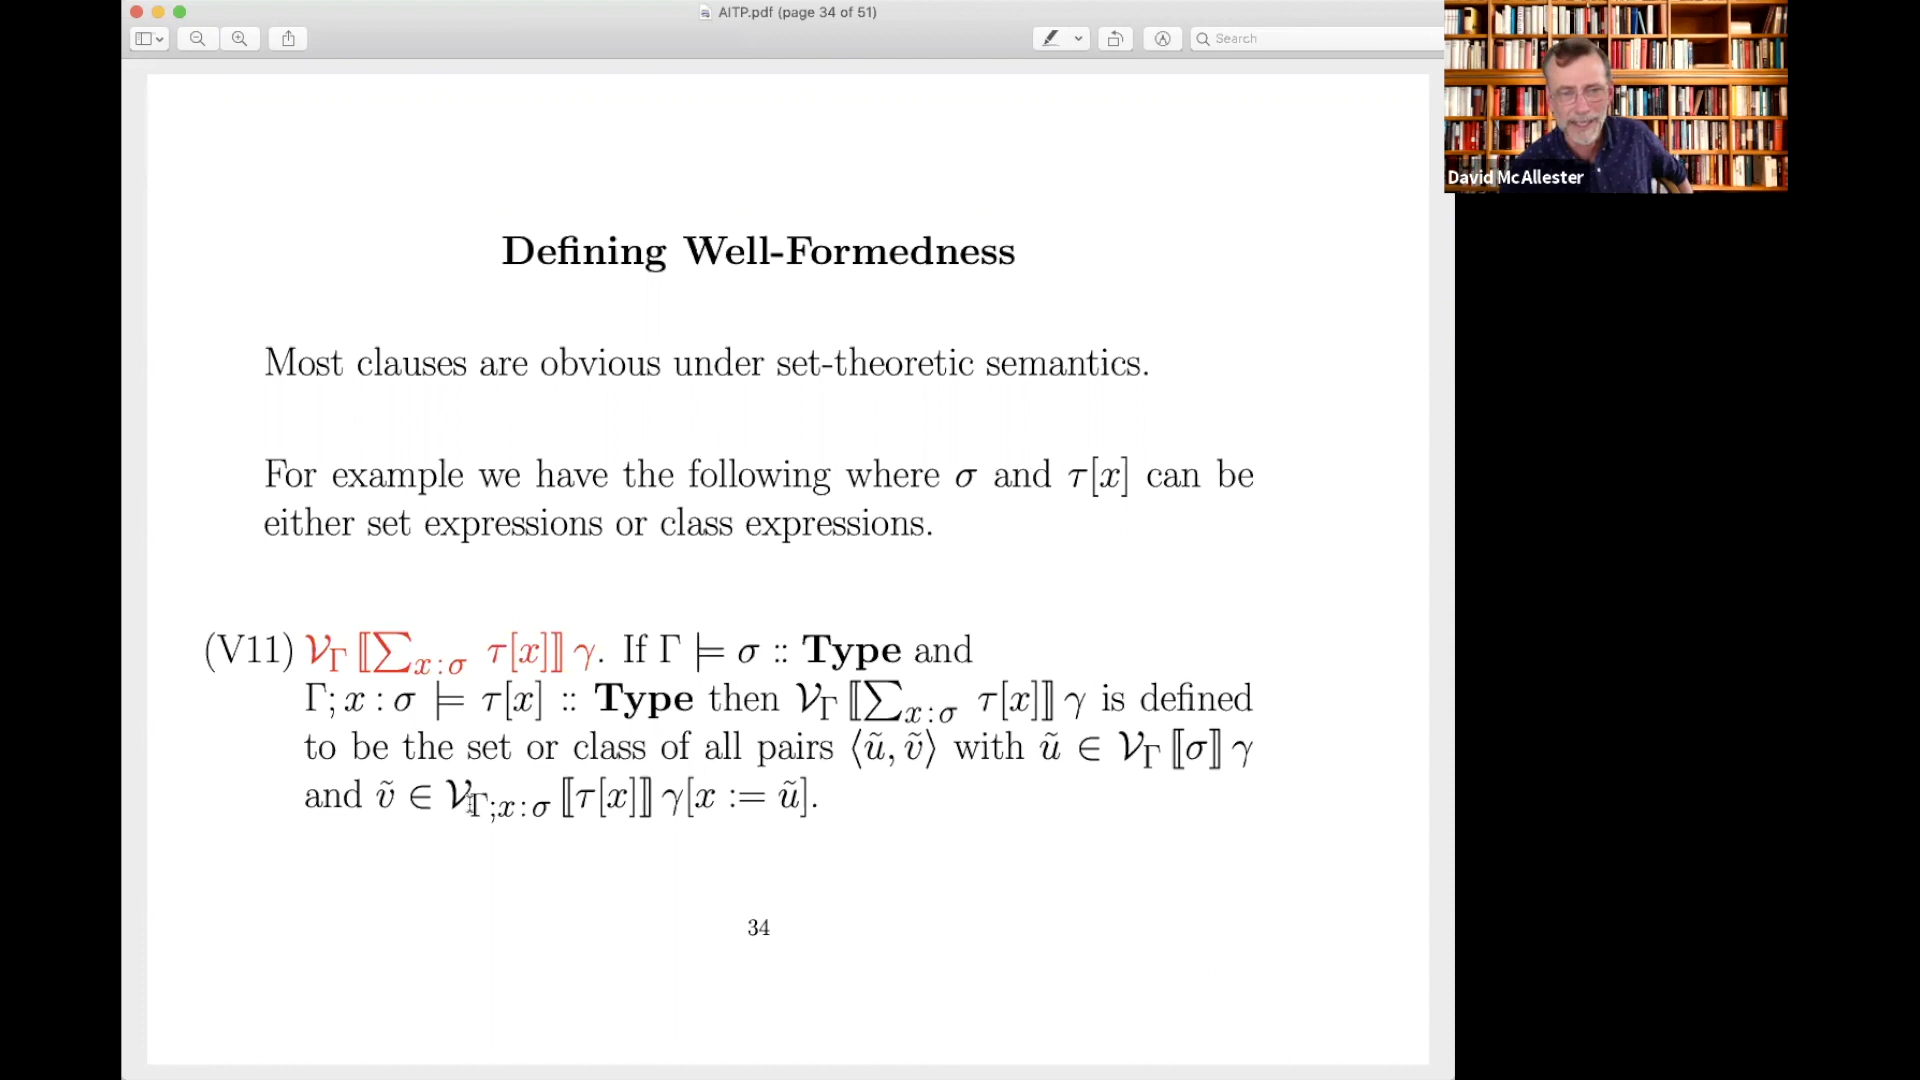 AITP.pdf (page 34 of 51)
Search
David McAllester
Defining Well-Formedness
Most clauses are obvious under set-theoretic semantics.
For example we have the following where σ and τ[x] can be
either set expressions or class expressions.
(V11) 𝒱_Γ ⟦∑_{x:σ} τ[x]⟧ γ. If Γ ⊨ σ :: Type and
Γ; x : σ ⊨ τ[x] :: Type then 𝒱_Γ ⟦∑_{x:σ} τ[x]⟧ γ is defined
to be the set or class of all pairs ⟨ũ, ṽ⟩ with ũ ∈ 𝒱_Γ ⟦σ⟧ γ
and ṽ ∈ 𝒱_{Γ;x:σ} ⟦τ[x]⟧ γ[x := ũ].
34